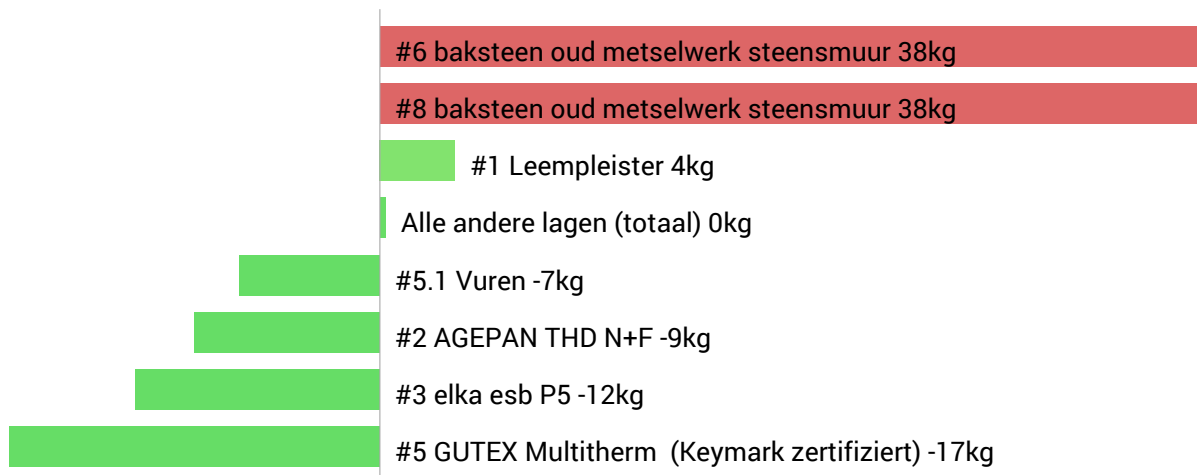 #6 baksteen oud metselwerk steensmuur 38kg
#8 baksteen oud metselwerk steensmuur 38kg
#1 Leempleister 4kg
Alle andere lagen (totaal) 0kg
#5.1 Vuren -7kg
#2 AGEPAN THD N+F -9kg
#3 elka esb P5 -12kg
#5 GUTEX Multitherm  (Keymark zertifiziert) -17kg